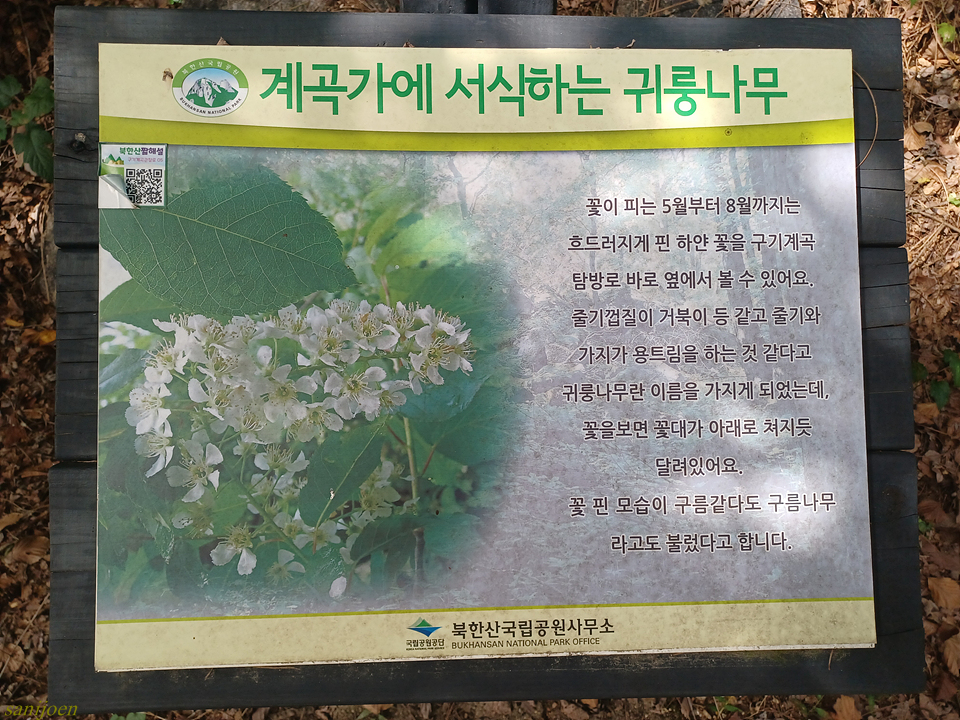 북한산국립공원
BUKHANSAN NATIONAL PARK
계곡가에 서식하는 귀룽나무
북한산깜해설
꽃이 피는 5월부터 8월까지는
흐드러지게 핀 하얀 꽃을 구기계곡
탐방로 바로 옆에서 볼 수 있어요.
줄기껍질이 거북이 등 같고 줄기와
가지가 용트림을 하는 것 같다고
귀룽나무란 이름을 가지게 되었는데,
꽃을보면 꽃대가 아래로 쳐지듯
달려있어요.
꽃 핀 모습이 구름같다도 구름나무
라고도 불렀다고 합니다.
국립공원공단
북한산국립공원사무소
BUKHANSAN NATIONAL PARK OFFICE
sanijoen